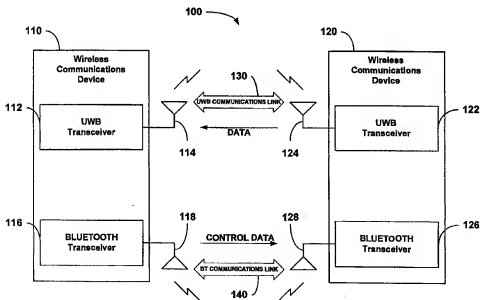 100
110
120
Wireless
Communications
Device
Wireless
Communications
Device
130
112
UWB
Transceiver
UWB COMMUNICATIONS LINK
UWB
Transceiver
122
114
DATA
124
116
BLUETOOTH
Transceiver
118
CONTROL DATA
128
BLUETOOTH
Transceiver
126
BT COMMUNICATIONS LINK
140